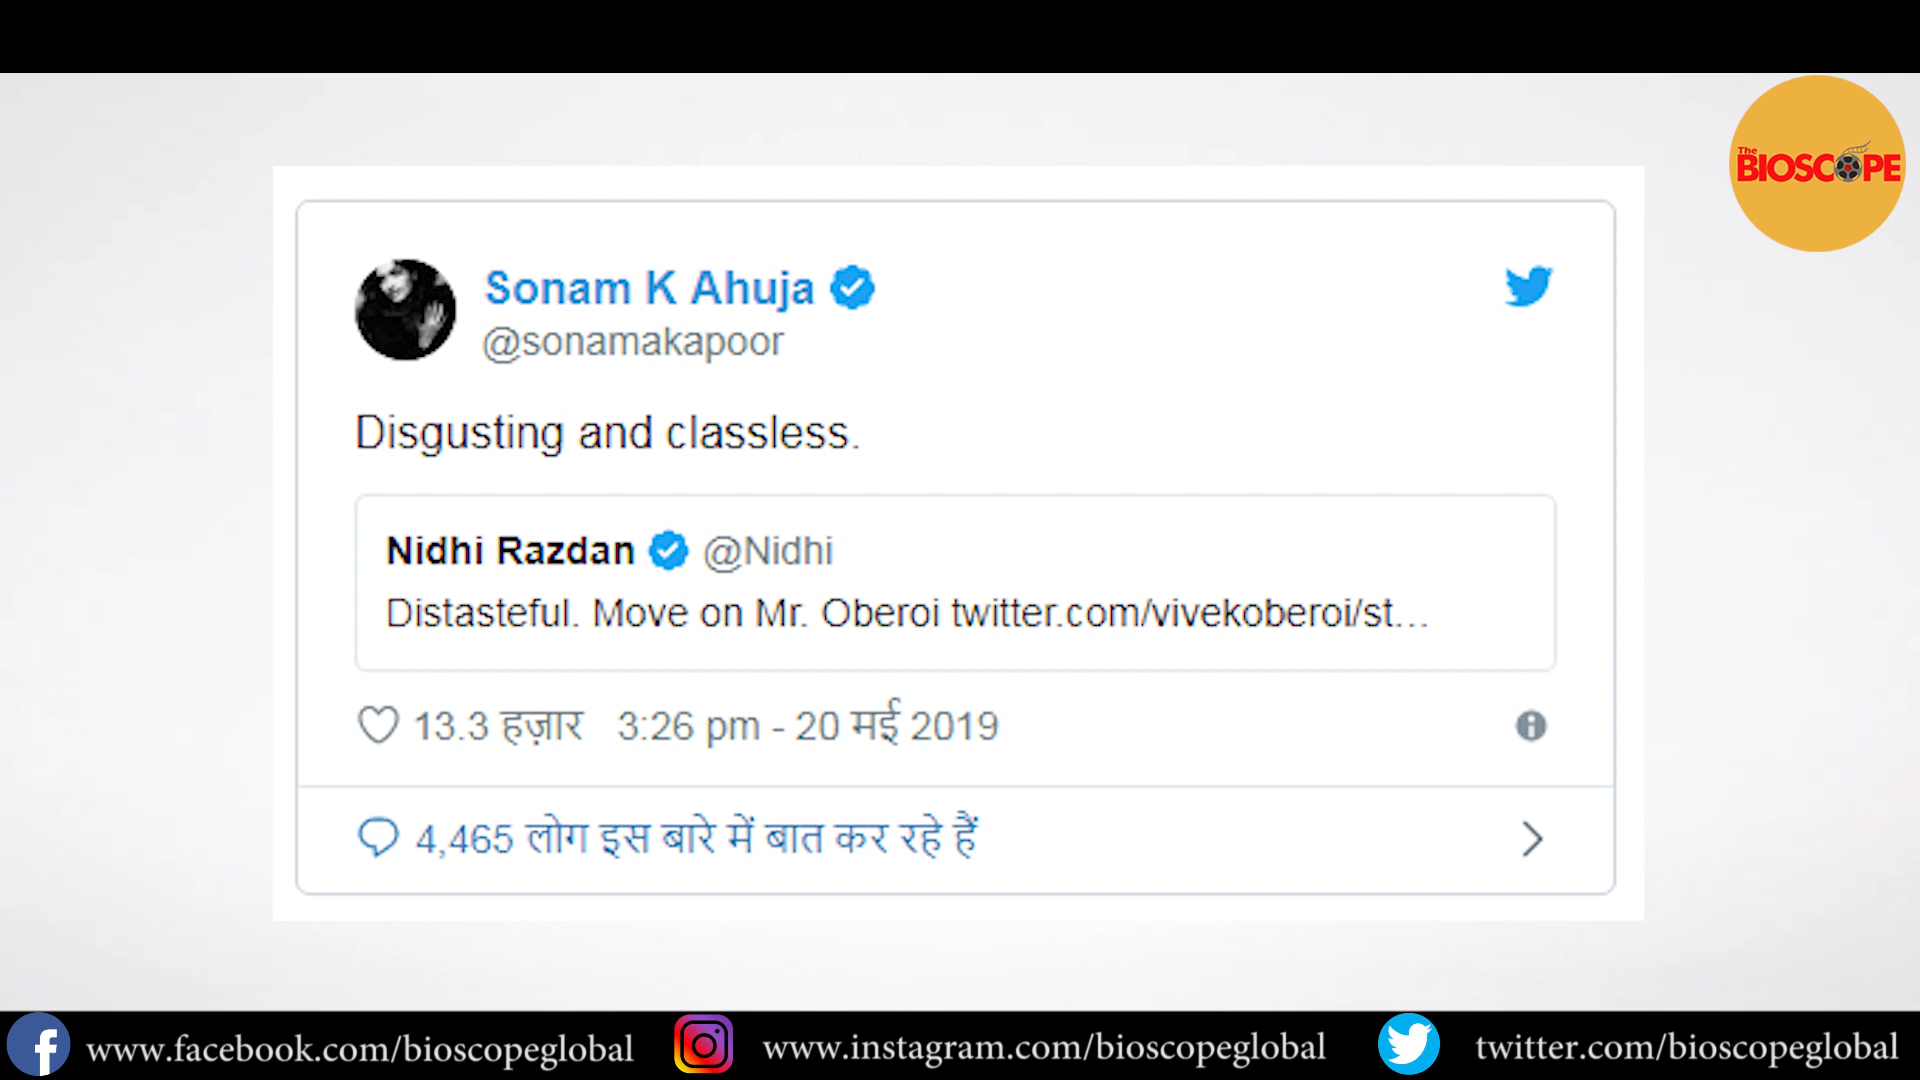 The
BIOSCOPE
Sonam K Ahuja
@sonamakapoor
Disgusting and classless.
Nidhi Razdan @Nidhi
Distasteful. Move on Mr. Oberoi twitter.com/vivekoberoi/st...
13.3 हज़ार 3:26 pm - 20 मई 2019
4,465 लोग इस बारे में बात कर रहे हैं
www.facebook.com/bioscopeglobal www.instagram.com/bioscopeglobal twitter.com/bioscopeglobal